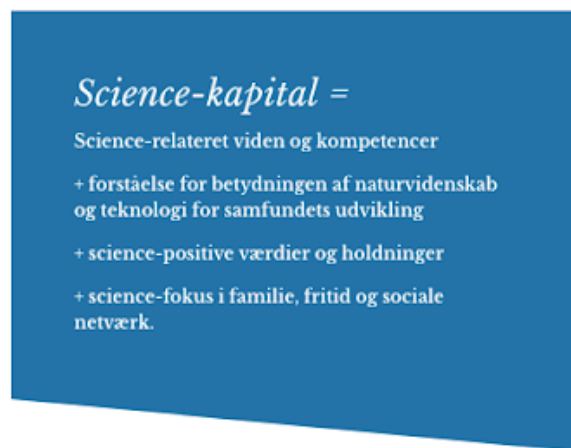 Science-kapital =
Science-relateret viden og kompetencer
+ forståelse for betydningen af naturvidenskab
og teknologi for samfundets udvikling
+ science-positive værdier og holdninger
+ science-fokus i familie, fritid og sociale
netværk.